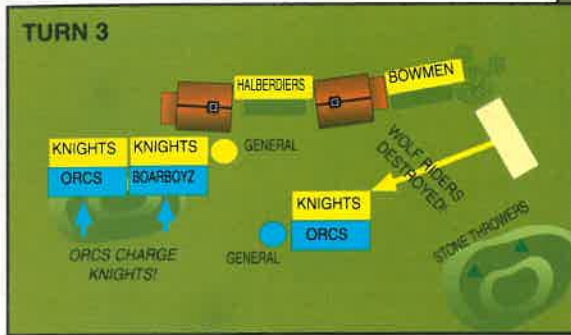 TURN 3
HALBERDIERS
BOWMEN
KNIGHTS
KNIGHTS
GENERAL
ORCS
BOARBOYZ
WOLF RIDERS
DESTROYED!
KNIGHTS
ORCS
GENERAL
ORCS CHARGE
KNIGHTS!
STONE THROWERS